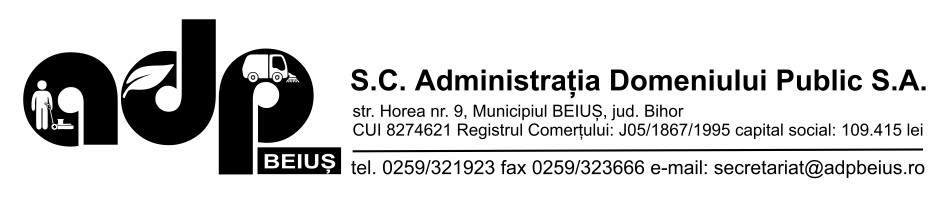 adp
BEIUȘ
S.C. Administrația Domeniului Public S.A.
str. Horea nr. 9, Municipiul BEIUȘ, jud. Bihor
CUI 8274621 Registrul Comerțului: J05/1867/1995 capital social: 109.415 lei
tel. 0259/321923 fax 0259/323666 e-mail: secretariat@adpbeius.ro